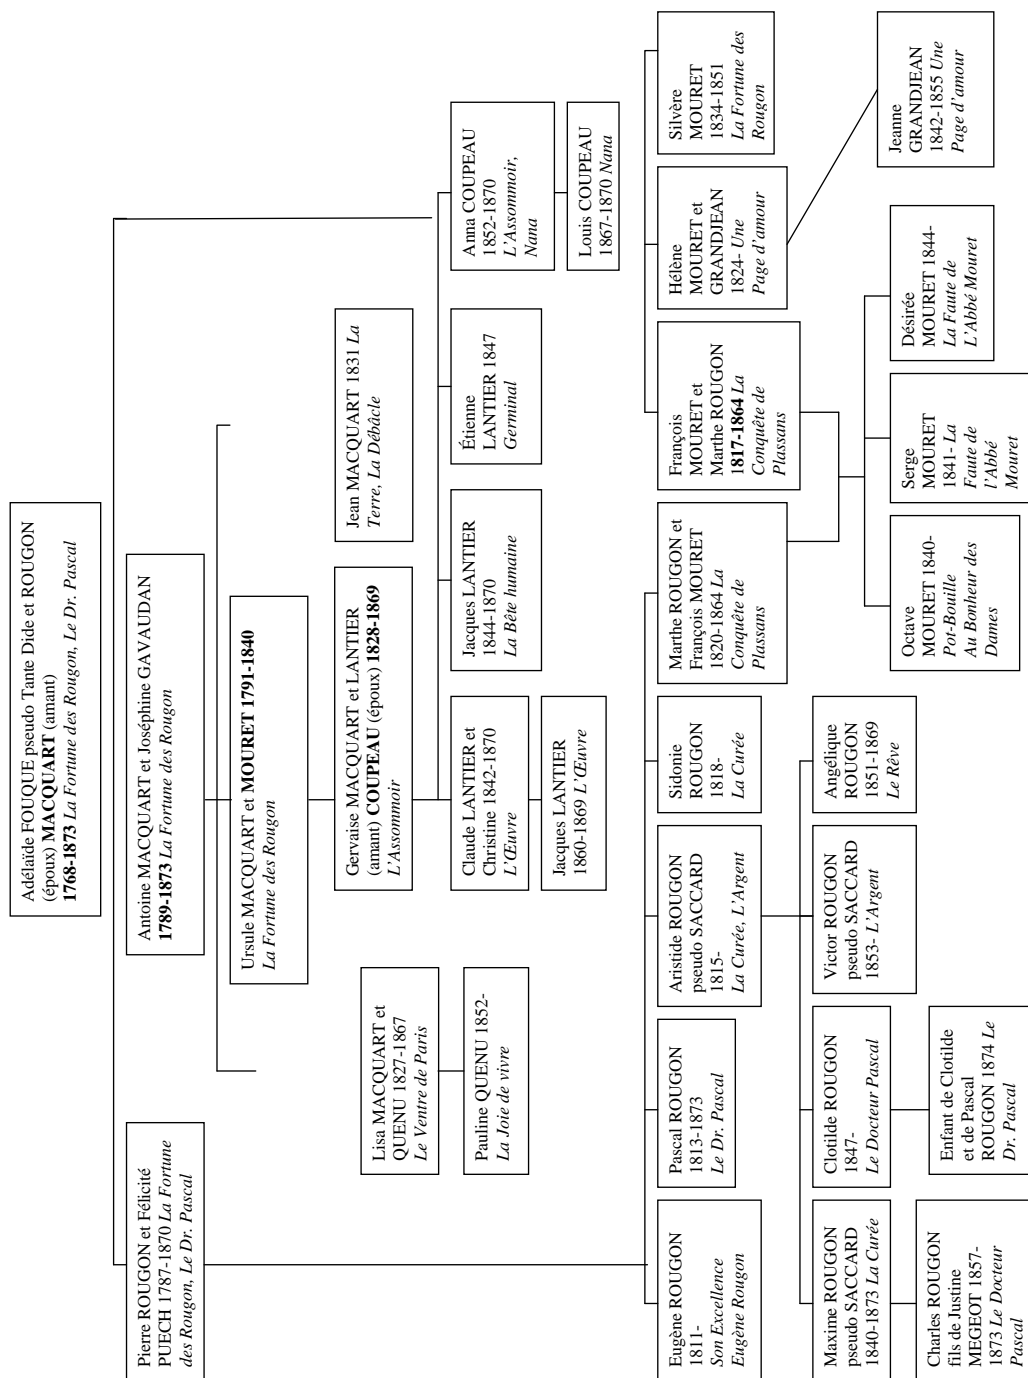 Adélaïde FOUQUE pseudo Tante Dide et ROUGON
(époux) MACQUART (amant)
1768-1873 La Fortune des Rougon, Le Dr. Pascal
Pierre ROUGON et Félicité
PUECH 1787-1870 La Fortune
des Rougon, Le Dr. Pascal
Antoine MACQUART et Joséphine GAVAUDAN
1789-1873 La Fortune des Rougon
Ursule MACQUART et MOURET 1791-1840
La Fortune des Rougon
Lisa MACQUART et
QUENU 1827-1867
Le Ventre de Paris
Gervaise MACQUART et LANTIER
(amant) COUPEAU (époux) 1828-1869
L'Assommoir
Jean MACQUART 1831 La
Terre, La Débâcle
Pauline QUENU 1852-
La Joie de vivre
Claude LANTIER et
Christine 1842-1870
L'Œuvre
Jacques LANTIER
1844-1870
La Bête humaine
Étienne
LANTIER 1847
Germinal
Anna COUPEAU
1852-1870
L'Assommoir,
Nana
Jacques LANTIER
1860-1869 L'Œuvre
Louis COUPEAU
1867-1870 Nana
Eugène ROUGON
1811-
Son Excellence
Eugène Rougon
Pascal ROUGON
1813-1873
Le Dr. Pascal
Aristide ROUGON
pseudo SACCARD
1815-
La Curée, L'Argent
Sidonie
ROUGON
1818-
La Curée
Marthe ROUGON et
François MOURET
1820-1864 La
Conquête de
Plassans
François
MOURET et
Marthe ROUGON
1817-1864 La
Conquête de
Plassans
Hélène
MOURET et
GRANDJEAN
1824- Une
Page d'amour
Silvère
MOURET
1834-1851
La Fortune des
Rougon
Maxime ROUGON
pseudo SACCARD
1840-1873 La Curée
Clotilde ROUGON
1847-
Le Docteur Pascal
Victor ROUGON
pseudo SACCARD
1853- L'Argent
Angélique
ROUGON
1851-1869
Le Rêve
Octave
MOURET 1840-
Pot-Bouille
Au Bonheur des
Dames
Serge
MOURET
1841- La
Faute de
l'Abbé
Mouret
Désirée
MOURET 1844-
La Faute de
L'Abbé Mouret
Jeanne
GRANDJEAN
1842-1855 Une
Page d'amour
Charles ROUGON
fils de Justine
MEGEOT 1857-
1873 Le Docteur
Pascal
Enfant de Clotilde
et de Pascal
ROUGON 1874 Le
Dr. Pascal